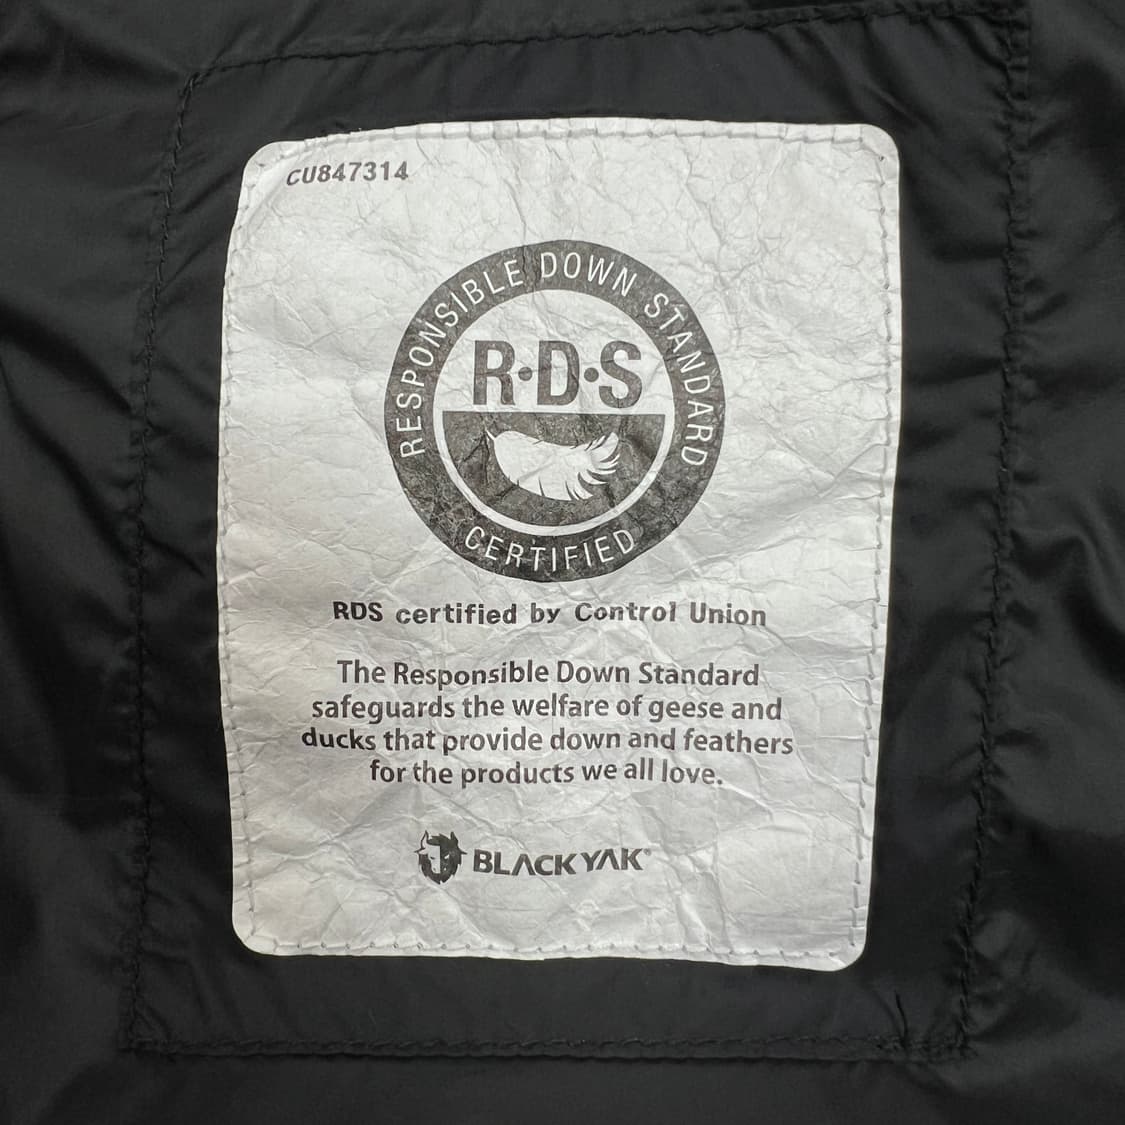 CU847314
RESPONSIBLE DOWN STANDARD
R·D·S
CERTIFIED
RDS certified by Control Union
The Responsible Down Standard
safeguards the welfare of geese and
ducks that provide down and feathers
for the products we all love.
BLACKYAK®